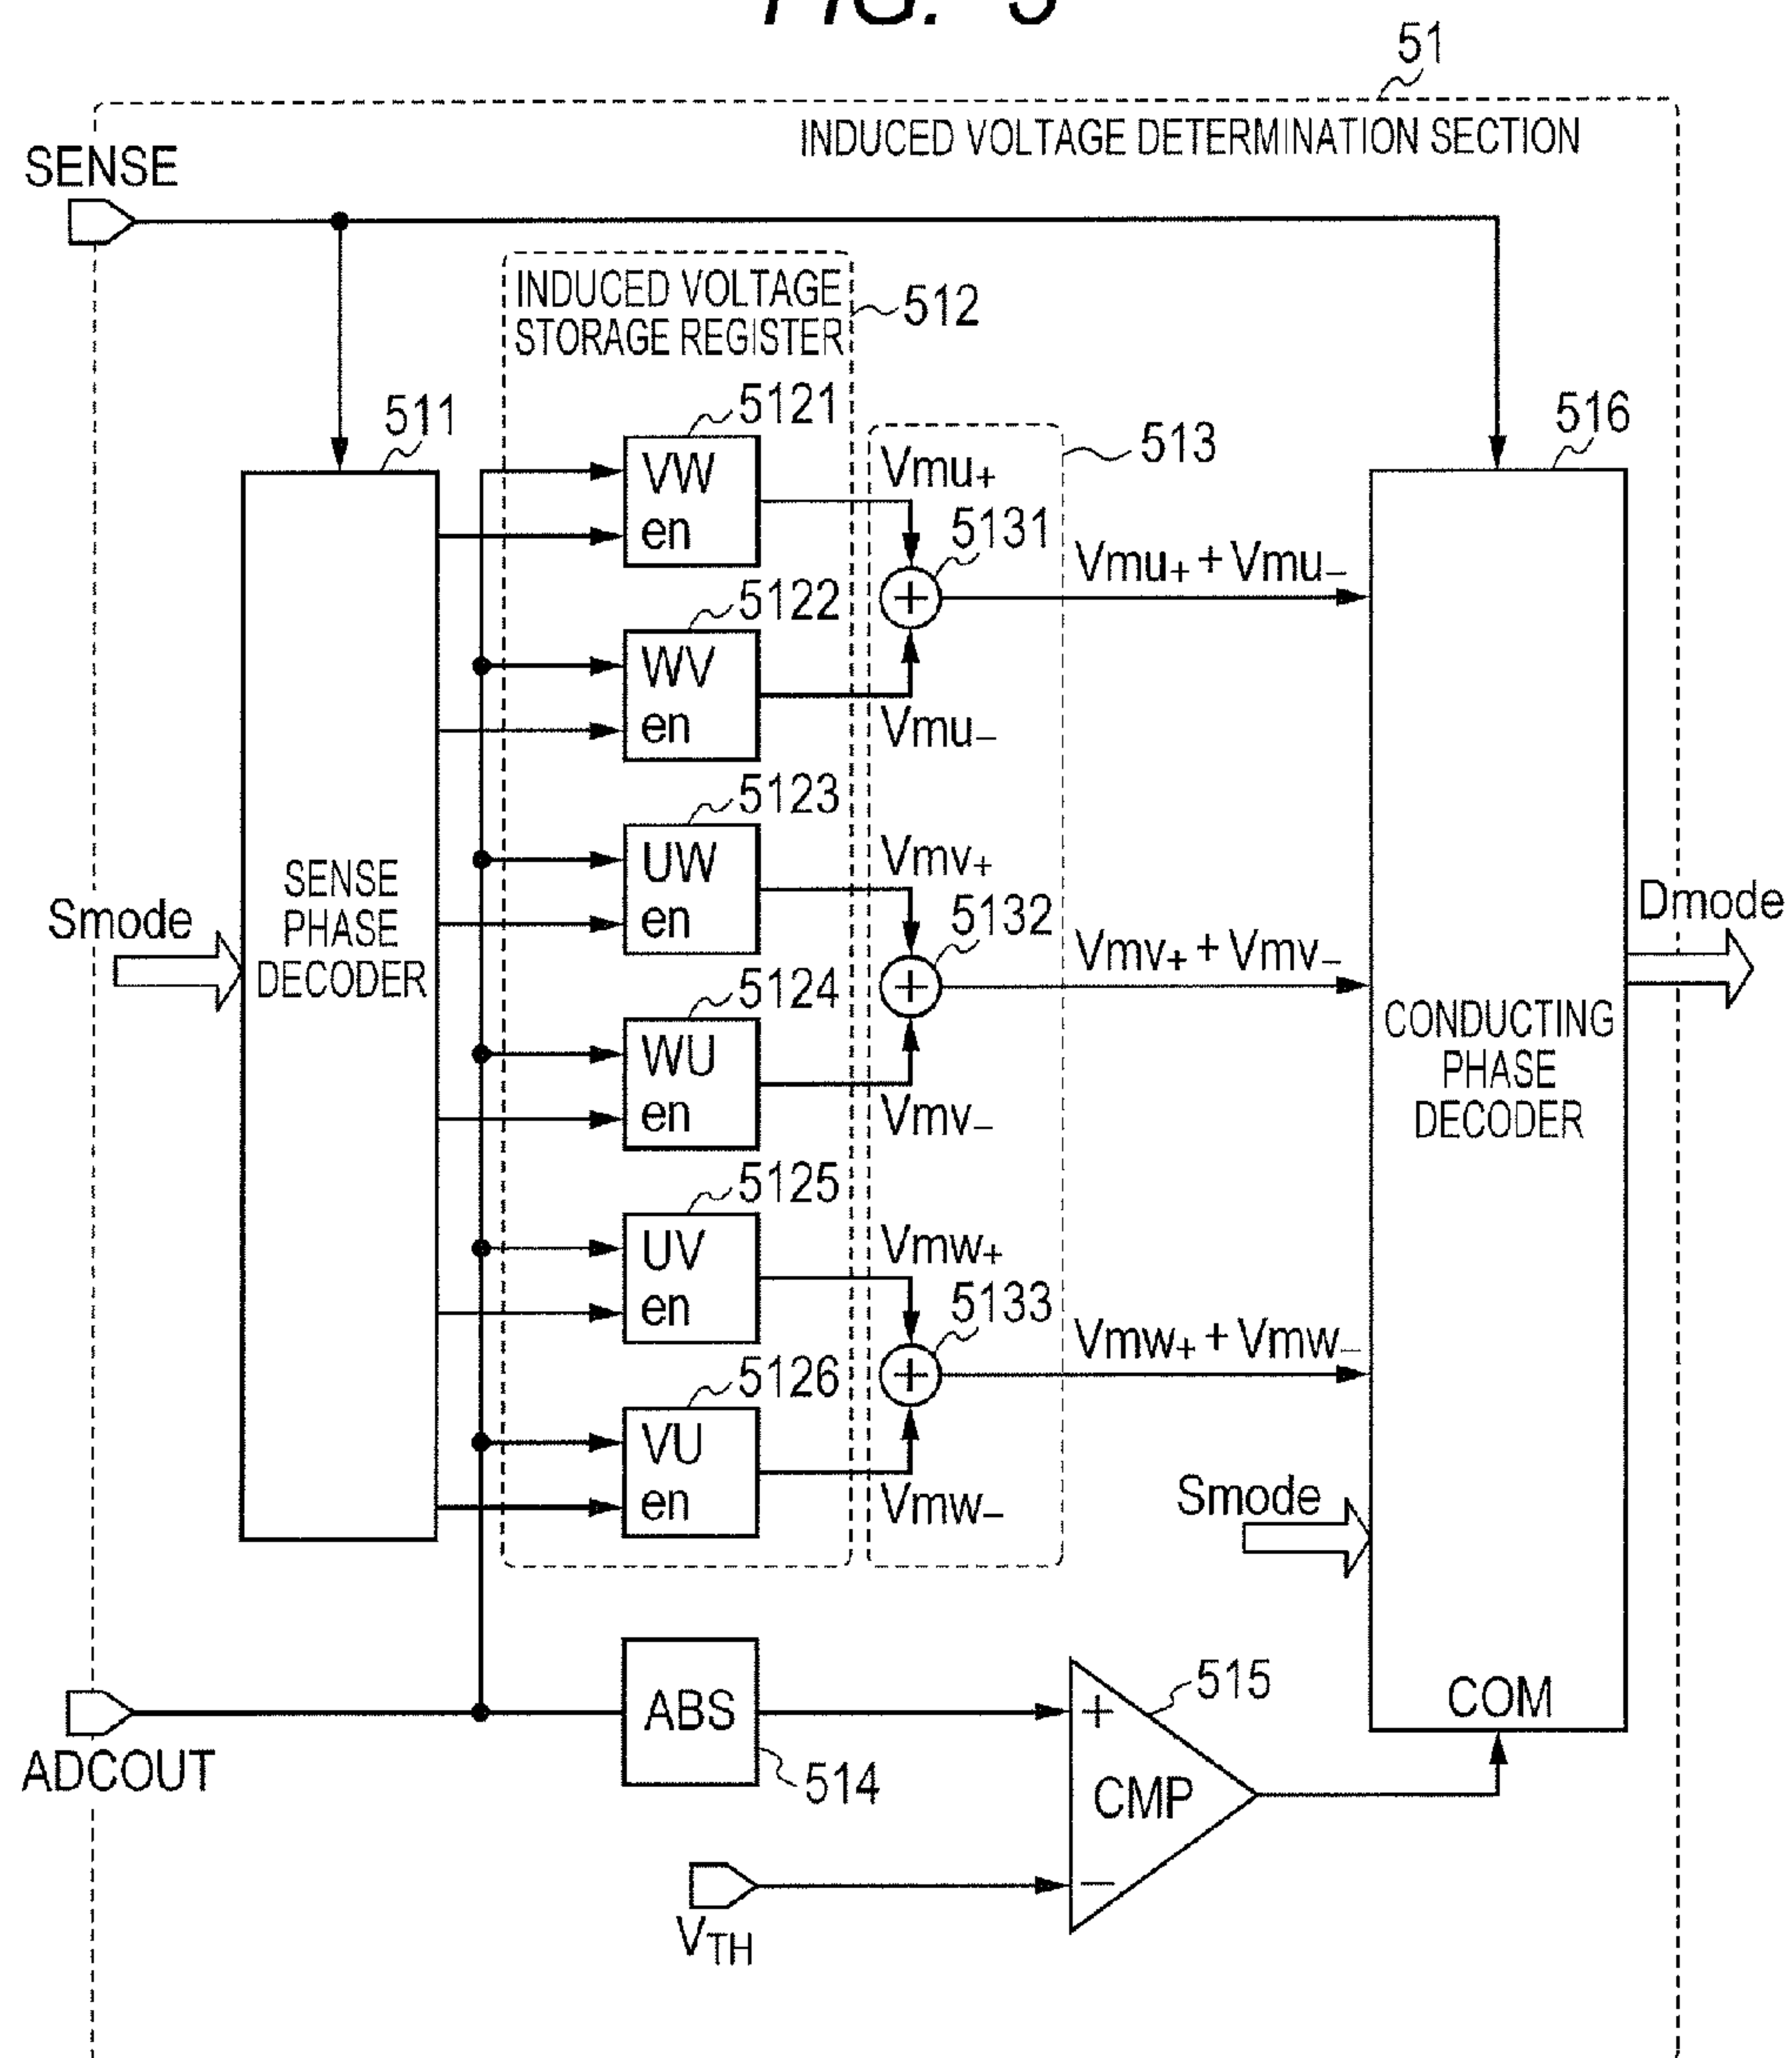 51
INDUCED VOLTAGE DETERMINATION SECTION
SENSE
INDUCED VOLTAGE
STORAGE REGISTER
512
511
5121
VW
en
Vmu+
513
516
5131
Vmu+ + Vmu−
5122
WV
en
Vmu−
5123
UW
en
Vmv+
5132
Vmv+ + Vmv−
Smode
SENSE
PHASE
DECODER
Dmode
5124
WU
en
Vmv−
CONDUCTING
PHASE
DECODER
5125
UV
en
Vmw+
5133
Vmw+ + Vmw−
5126
VU
en
Vmw−
Smode
ADCOUT
ABS
514
+
CMP
−
515
COM
VTH